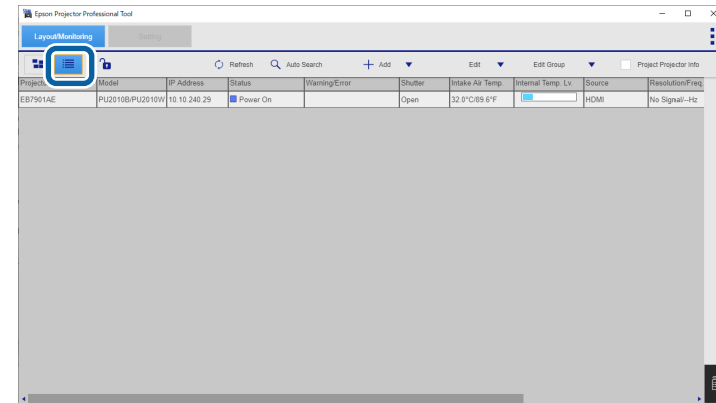 Epson Projector Professional Tool
Layout/Monitoring Setting
Refresh Auto Search Add Edit Edit Group Project Projector Info
Model IP Address Status Warning/Error Shutter Intake Air Temp Internal Temp. Lv. Source Resolution/Freq.
EB7901AE PU2010B/PU2010W 10.10.240.29 Power On Open 32.0°C/89.6°F HDMI No Signal/--Hz